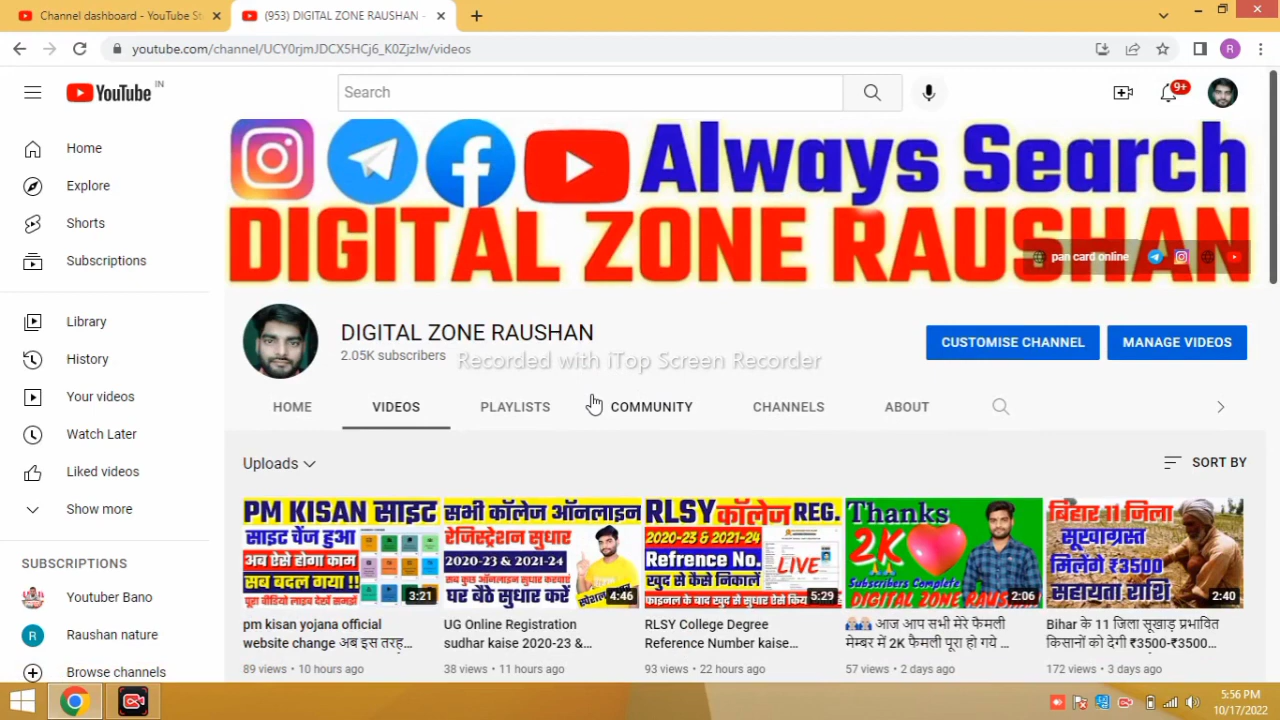 Channel dashboard - YouTube St
(953) DIGITAL ZONE RAUSHAN -
youtube.com/channel/UCY0rjmJDCX5HCj6_K0ZjzIw/videos
R
YouTube IN
Search
9+
Always Search
DIGITAL ZONE RAUSHAN
pan card online
Home
Explore
Shorts
Subscriptions
Library
History
Your videos
Watch Later
Liked videos
Show more
SUBSCRIPTIONS
Youtuber Bano
R
Raushan nature
Browse channels
DIGITAL ZONE RAUSHAN
2.05K subscribers
Recorded with iTop Screen Recorder
CUSTOMISE CHANNEL
MANAGE VIDEOS
HOME
VIDEOS
PLAYLISTS
COMMUNITY
CHANNELS
ABOUT
Uploads
SORT BY
PM KISAN साइट
साइट चेंज हुआ
अब ऐसे होगा काम
सब बदल गया !!
पूरा वीडियो लाइव देखें समझें
3:21
pm kisan yojana official
website change अब इस तरह...
89 views • 10 hours ago
सभी कॉलेज ऑनलाइन
रेजिस्ट्रेशन सुधार
2020-23 & 2021-24
सब कुछ ऑनलाइन सुधार करवाएं
घर बैठे सुधार करें
4:46
UG Online Registration
sudhar kaise 2020-23 &...
38 views • 11 hours ago
RLSY कॉलेज REG.
2020-23 & 2021-24
Refrence No.
खुद से कैसे निकालें
LIVE
5:29
RLSY College Degree
Reference Number kaise...
93 views • 22 hours ago
Thanks
2K
Subscribers Complete
DIGITAL ZONE RAUSHAN
2:06
आज आप सभी मेरे फैमली
मेम्बर में 2K फैमली पूरा हो गये ...
57 views • 2 days ago
बिहार 11 जिला
सूखाग्रस्त
मिलेंगे ₹3500
सहायता राशि
2:40
Bihar के 11 जिला सूखाड़ प्रभावित
किसानों को देगी ₹3500-₹3500...
172 views • 3 days ago
5:56 PM
10/17/2022